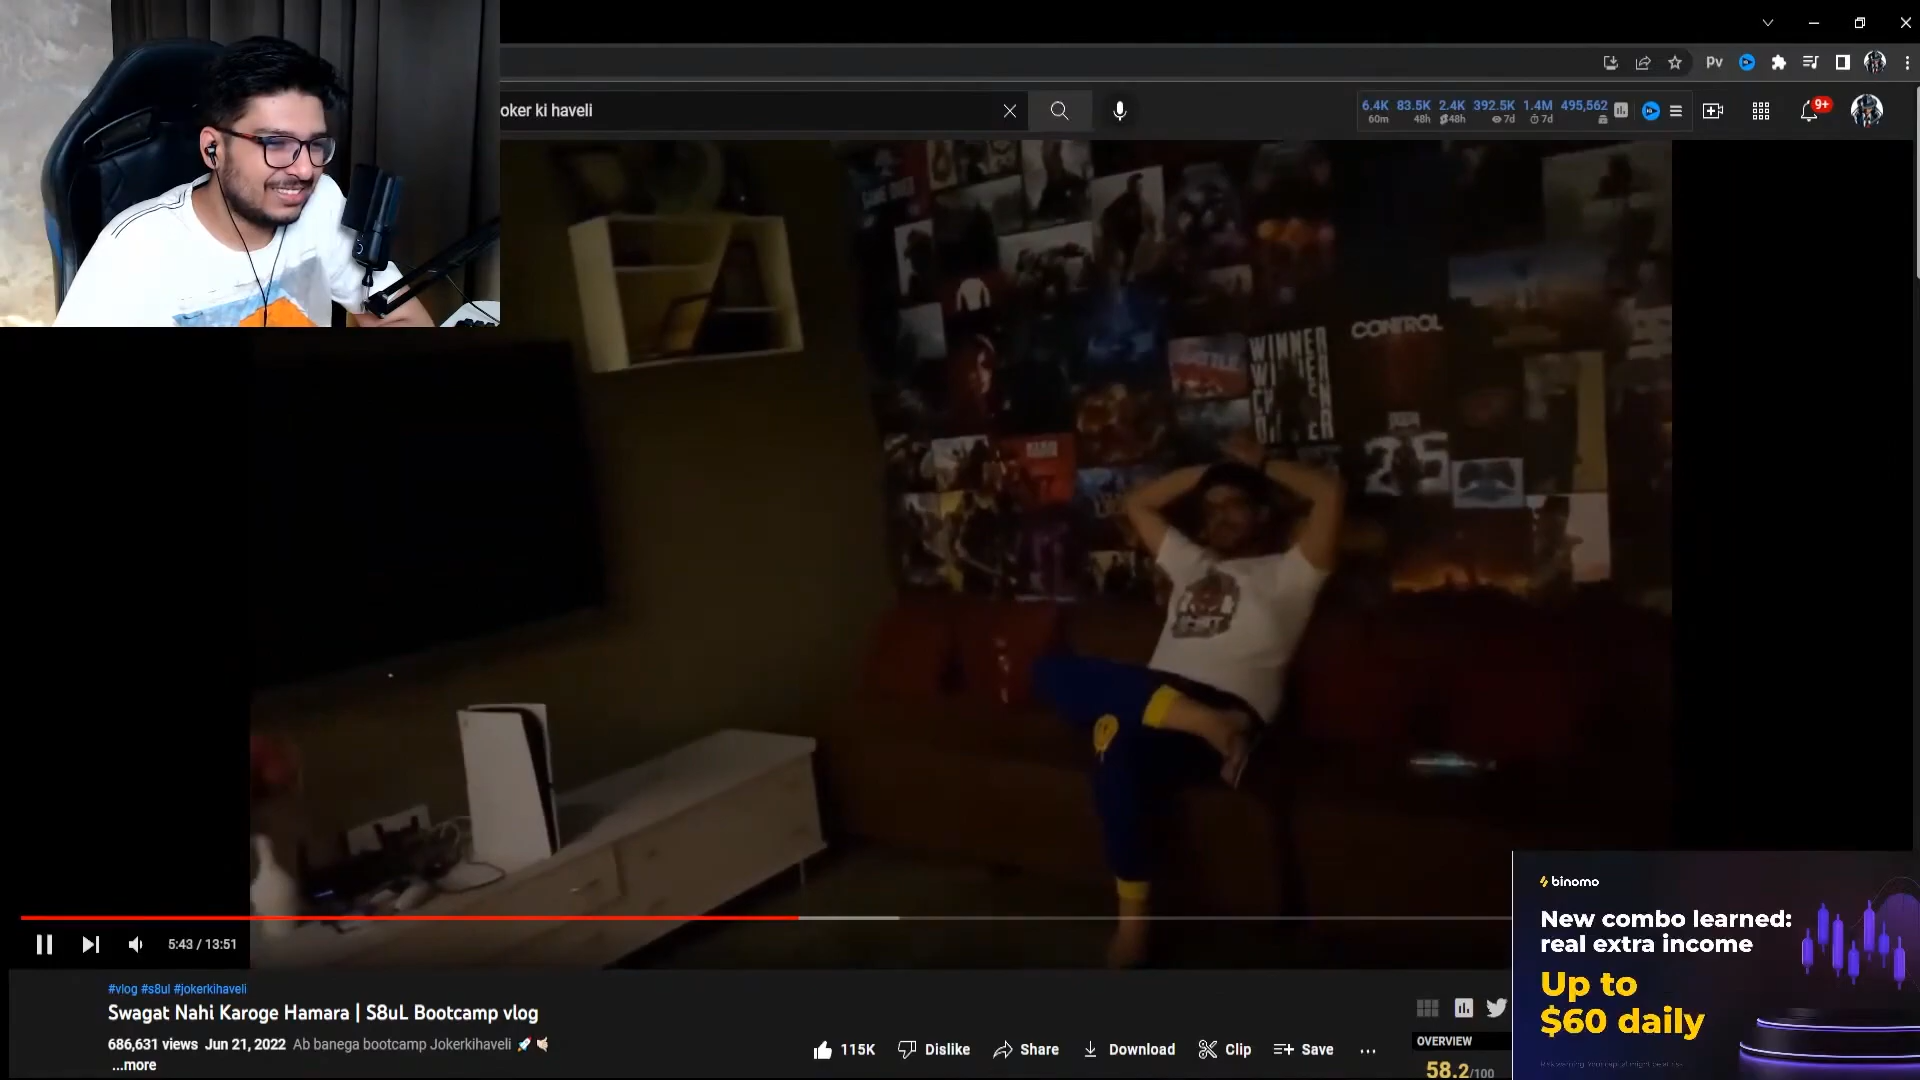 Pv
oker ki haveli
6.4K 83.5K 2.4K 392.5K 1.4M 495,562
60m 48h 48h 7d 7d
9+
CONTROL
WINNER
25
5:43 / 13:51
#vlog #s8ul #jokerkihaveli
Swagat Nahi Karoge Hamara | S8uL Bootcamp vlog
686,631 views Jun 21, 2022 Ab banega bootcamp Jokerkihaveli 🚀 🤏🏻
...more
115K Dislike Share Download Clip Save ...
OVERVIEW
58.2/100
binomo
New combo learned:
real extra income
Up to
$60 daily